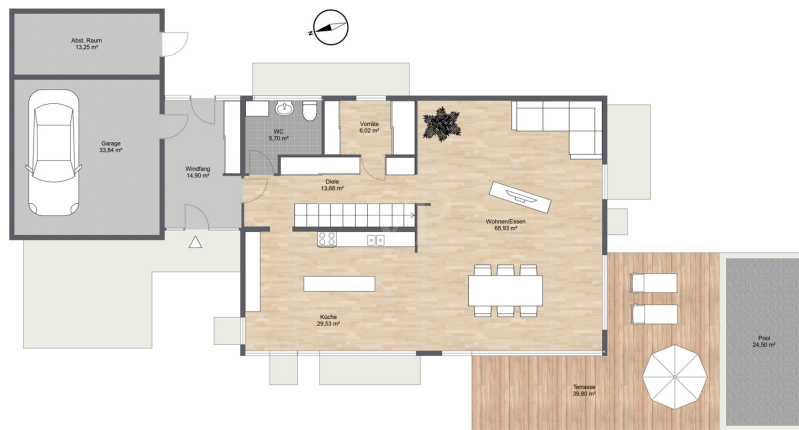 Abst. Raum
13,25 m²
N
Garage
33,84 m²
WC
5,70 m²
Vorräte
6,02 m²
Windfang
14,90 m²
Diele
13,68 m²
Wohnen/Essen
68,93 m²
Küche
29,53 m²
Pool
24,50 m²
Terrasse
39,80 m²